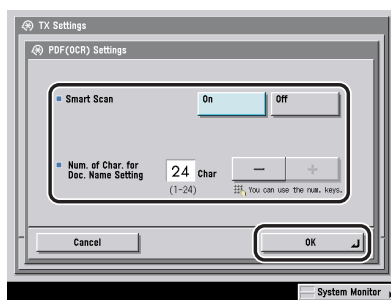 TX Settings
PDF(OCR) Settings
Smart Scan
On
Off
Num. of Char. for
Doc. Name Setting
24 Char
(1-24)
－
＋
You can use the num. keys.
Cancel
OK
System Monitor